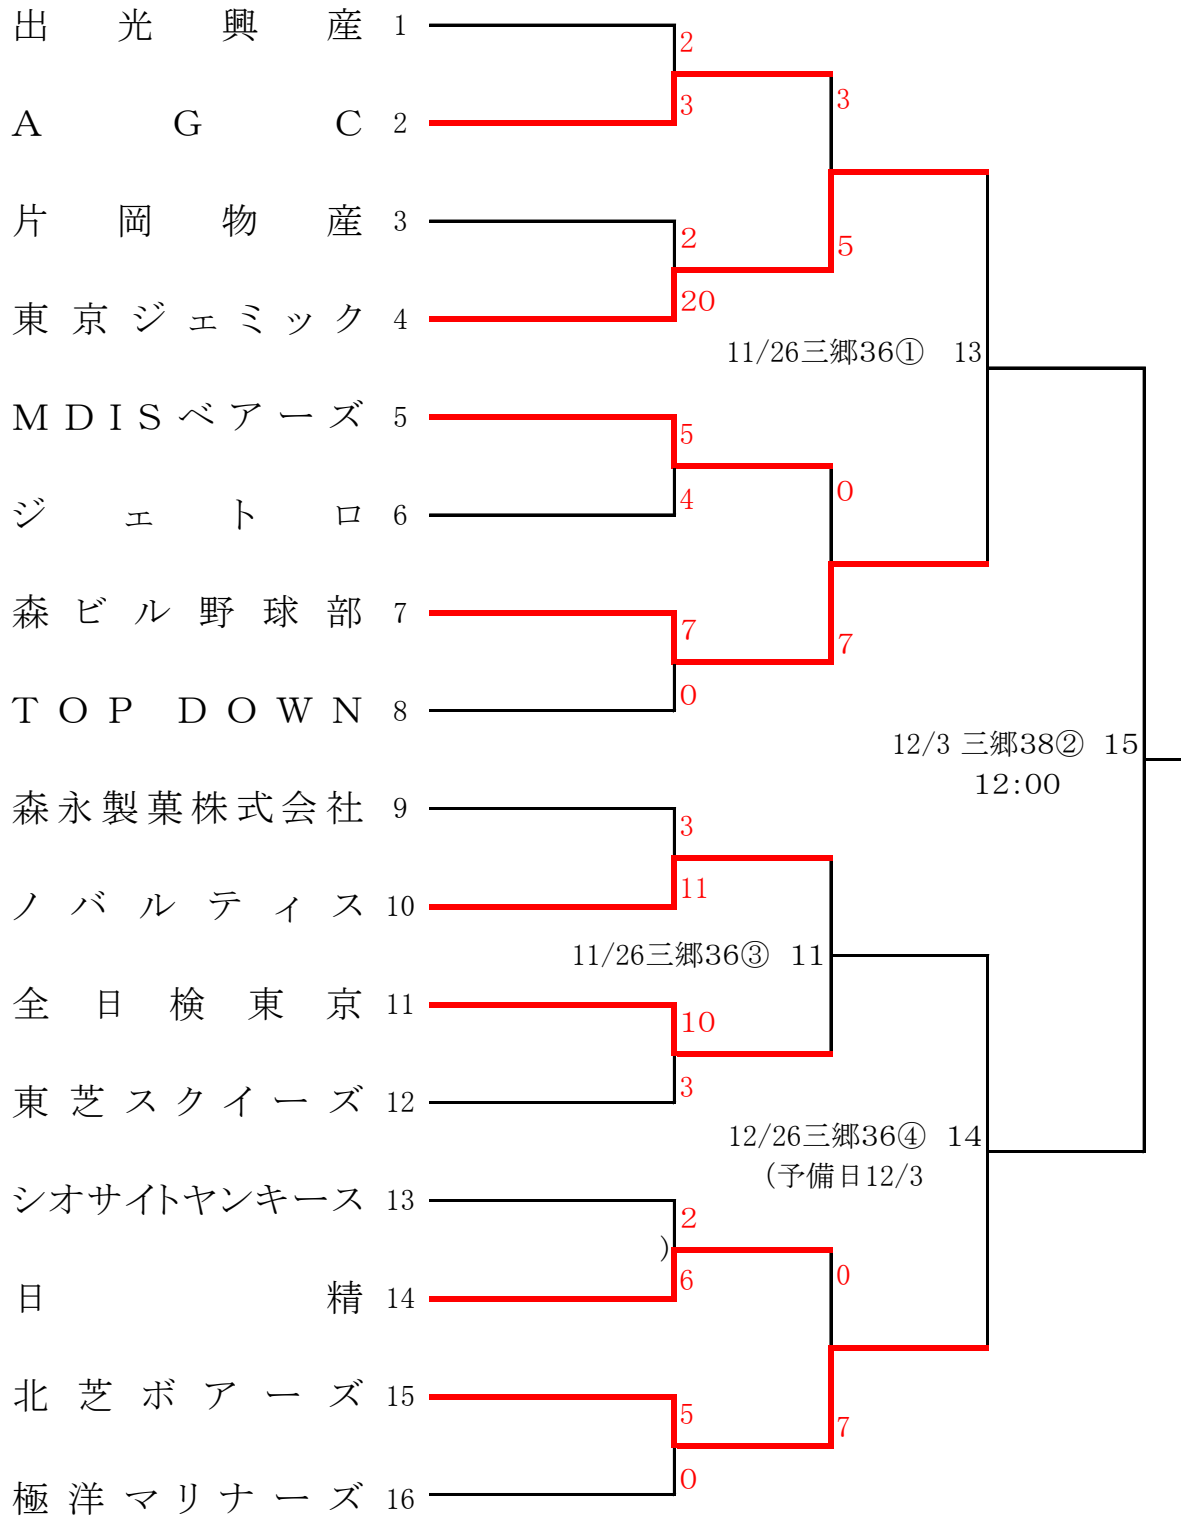 出光興産 1
2
3
AGC 2
3
片岡物産 3
2
5
東京ジェミック 4
20
11/26三郷36① 13
MDISベアーズ 5
5
0
ジェトロ 6
4
森ビル野球部 7
7
7
TOP DOWN 8
0
12/3 三郷38② 15
12:00
森永製菓株式会社 9
3
ノバルティス 10
11
11/26三郷36③ 11
全日検東京 11
10
東芝スクイーズ 12
3
12/26三郷36④ 14
(予備日12/3
シオサイトヤンキース 13
2
)
日精 14
6
0
北芝ボアーズ 15
5
7
極洋マリナーズ 16
0